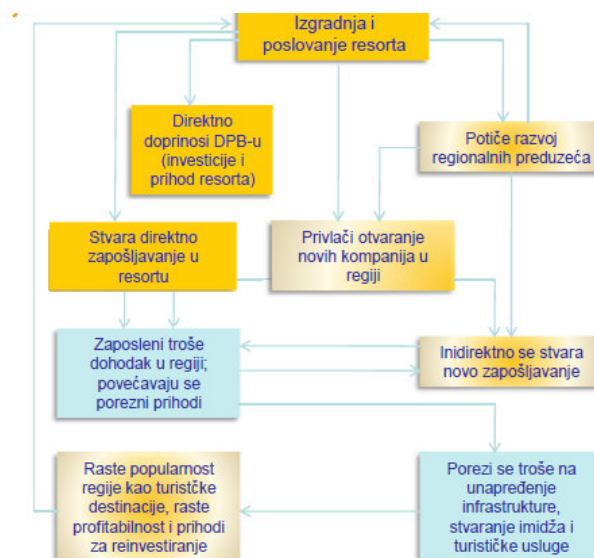 Izgradnja i
poslovanje resorta
Direktno
doprinosi DPB-u
(investicije i
prihod resorta)
Potiče razvoj
regionalnih preduzeća
Stvara direktno
zapošljavanje u
resortu
Privlači otvaranje
novih kompanija u
regiji
Zaposleni troše
dohodak u regiji;
povećavaju se
porezni prihodi
Inidirektno se stvara
novo zapošljavanje
Raste popularnost
regije kao turističke
destinacije, raste
profitabilnost i prihodi
za reinvestiranje
Porezi se troše na
unapređenje
infrastrukture,
stvaranje imidža i
turističke usluge